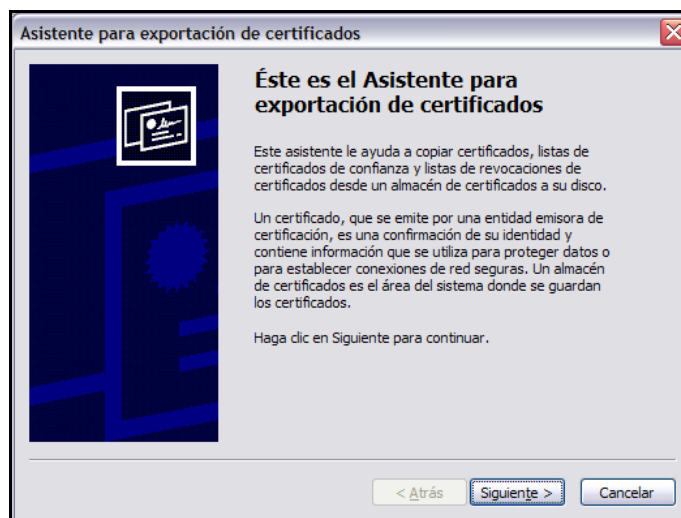 Asistente para exportación de certificados
Éste es el Asistente para
exportación de certificados
Este asistente le ayuda a copiar certificados, listas de
certificados de confianza y listas de revocaciones de
certificados desde un almacén de certificados a su disco.
Un certificado, que se emite por una entidad emisora de
certificación, es una confirmación de su identidad y
contiene información que se utiliza para proteger datos o
para establecer conexiones de red seguras. Un almacén
de certificados es el área del sistema donde se guardan
los certificados.
Haga clic en Siguiente para continuar.
< Atrás Siguiente > Cancelar